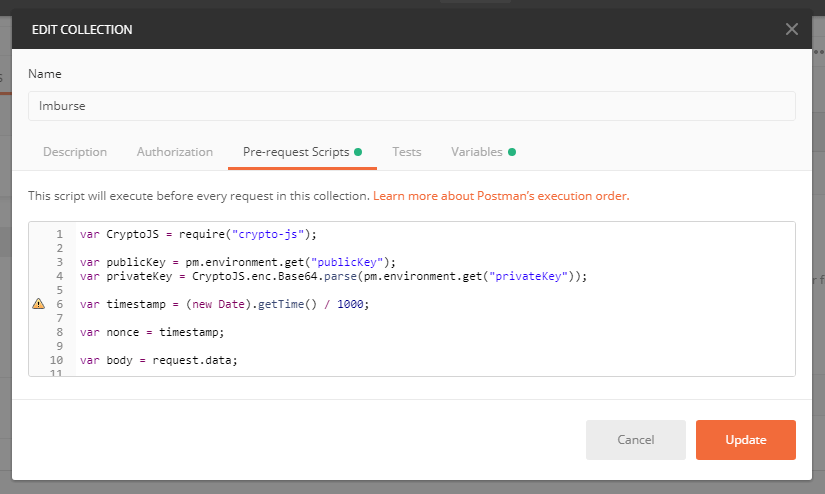 EDIT COLLECTION
Name
Imburse
Description Authorization Pre-request Scripts Tests Variables
This script will execute before every request in this collection. Learn more about Postman's execution order.
1 var CryptoJS = require("crypto-js");
2
3 var publicKey = pm.environment.get("publicKey");
4 var privateKey = CryptoJS.enc.Base64.parse(pm.environment.get("privateKey"));
5
6 var timestamp = (new Date).getTime() / 1000;
7
8 var nonce = timestamp;
9
10 var body = request.data;
11
Cancel Update